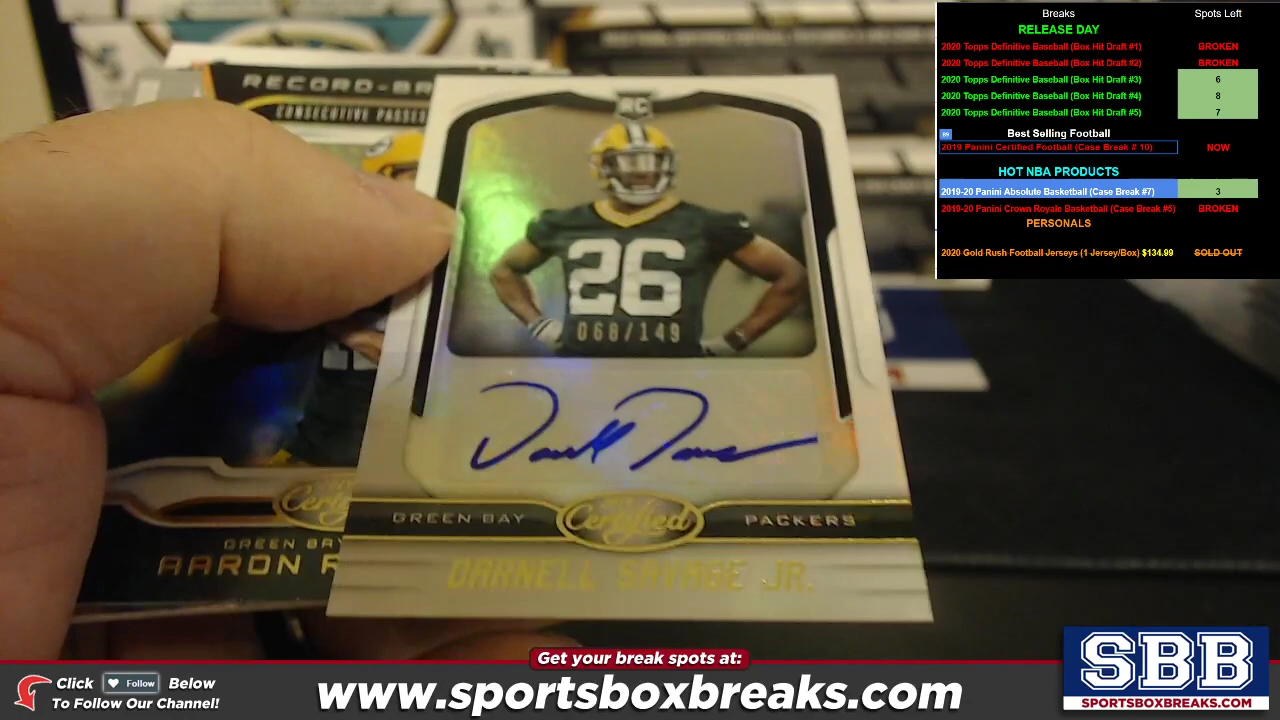 Breaks Spots Left
RELEASE DAY
2020 Topps Definitive Baseball (Box Hit Draft #1) BROKEN
2020 Topps Definitive Baseball (Box Hit Draft #2) BROKEN
2020 Topps Definitive Baseball (Box Hit Draft #3) 6
2020 Topps Definitive Baseball (Box Hit Draft #4) 8
2020 Topps Definitive Baseball (Box Hit Draft #5) 7
89
Best Selling Football
2019 Panini Certified Football (Case Break # 10) NOW
HOT NBA PRODUCTS
2019-20 Panini Absolute Basketball (Case Break #7) 3
2019-20 Panini Crown Royale Basketball (Case Break #5) BROKEN
PERSONALS
2020 Gold Rush Football Jerseys (1 Jersey/Box) $134.99 SOLD OUT
RECORD-BR
CONSECUTIVE PASSES
RC
26
068/149
GREEN BAY Certified PACKERS
DARNELL SAVAGE JR.
GREEN BAY
AARON R
Get your break spots at:
www.sportsboxbreaks.com
Click Follow Below
To Follow Our Channel!
SBB
SPORTSBOXBREAKS.COM